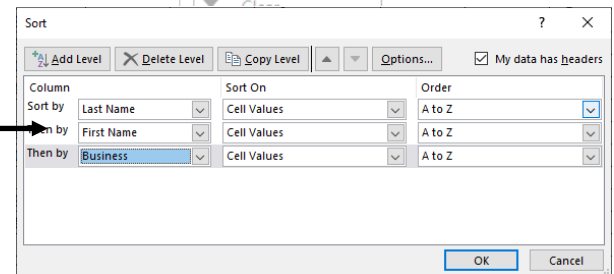 Sort ?
Add Level Delete Level Copy Level Options... My data has headers
Column Sort On Order
Sort by Last Name Cell Values A to Z
by First Name Cell Values A to Z
Then by Business Cell Values A to Z
OK Cancel